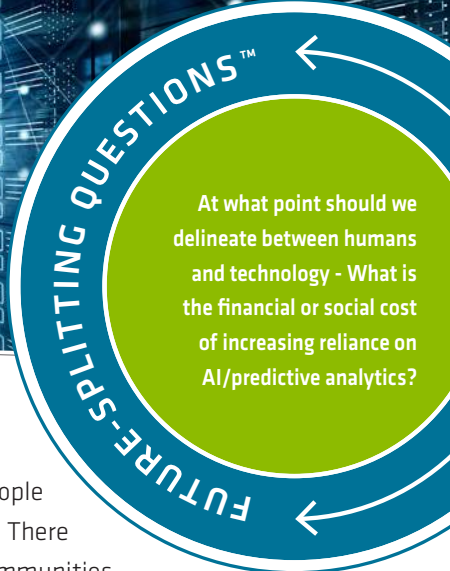 FUTURE-SPLITTING QUESTIONS™
At what point should we
delineate between humans
and technology - What is
the financial or social cost
of increasing reliance on
AI/predictive analytics?
There